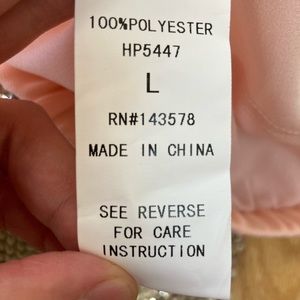 100%POLYESTER
HP5447
L
RN#143578
MADE IN CHINA
SEE REVERSE
FOR CARE
INSTRUCTION